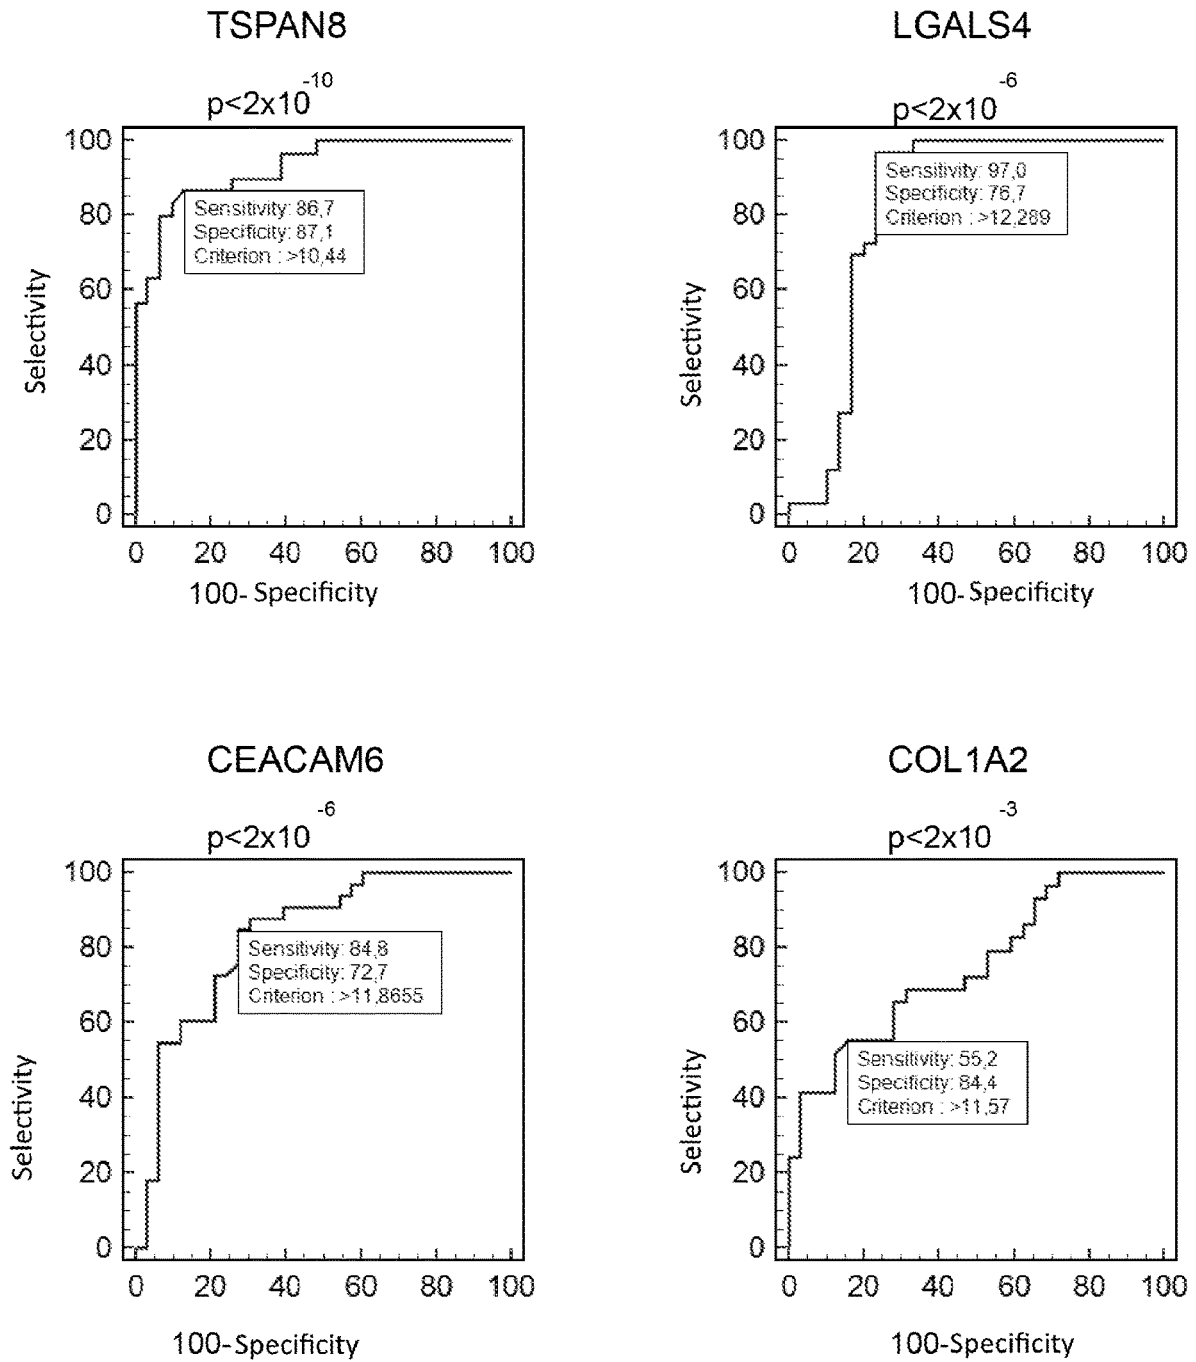 TSPAN8
p<2x10-10
100
80
60
40
20
0
Sensitivity: 86,7
Specificity: 87,1
Criterion : >10,44
Selectivity
0 20 40 60 80 100
100- Specificity
LGALS4
p<2x10-6
100
80
60
40
20
0
Sensitivity: 97,0
Specificity: 76,7
Criterion : >12,289
Selectivity
0 20 40 60 80 100
100- Specificity
CEACAM6
p<2x10-6
100
80
60
40
20
0
Sensitivity: 84,8
Specificity: 72,7
Criterion : >11,8655
Selectivity
0 20 40 60 80 100
100-Specificity
COL1A2
p<2x10-3
100
80
60
40
20
0
Sensitivity: 55,2
Specificity: 84,4
Criterion : >11,57
Selectivity
0 20 40 60 80 100
100-Specificity